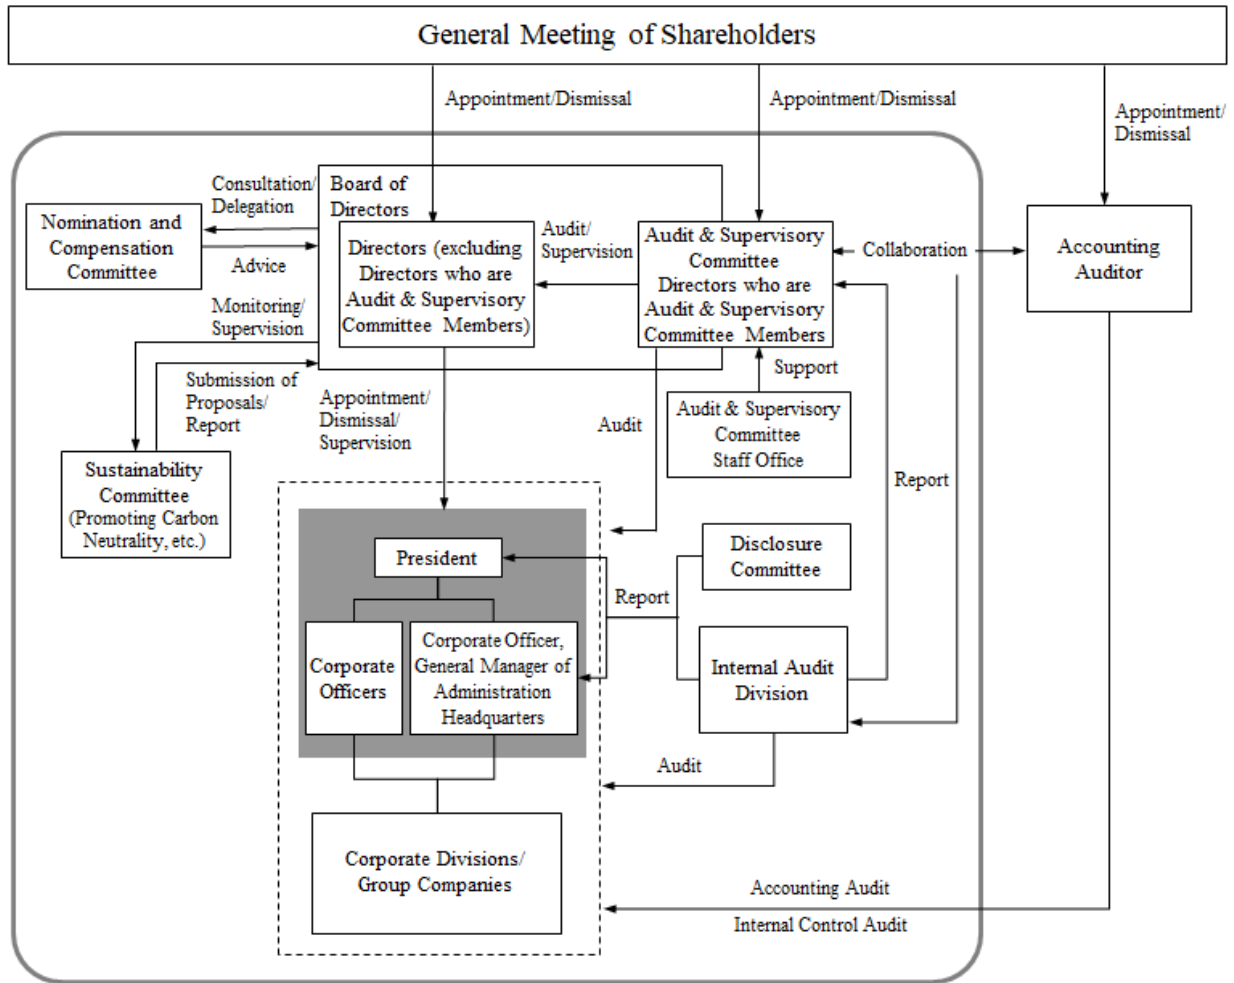 General Meeting of Shareholders
Appointment/Dismissal
Appointment/Dismissal
Appointment/
Dismissal
Consultation/
Delegation
Board of
Directors
Nomination and
Compensation
Committee
Advice
Directors (excluding
Directors who are
Audit & Supervisory
Committee Members)
Audit/
Supervision
Audit & Supervisory
Committee
Directors who are
Audit & Supervisory
Committee Members
Collaboration
Accounting
Auditor
Monitoring/
Supervision
Submission of
Proposals/
Report
Appointment/
Dismissal/
Supervision
Audit
Support
Audit & Supervisory
Committee
Staff Office
Report
Sustainability
Committee
(Promoting Carbon
Neutrality, etc.)
President
Disclosure
Committee
Report
Corporate
Officers
Corporate Officer,
General Manager of
Administration
Headquarters
Internal Audit
Division
Audit
Corporate Divisions/
Group Companies
Accounting Audit
Internal Control Audit